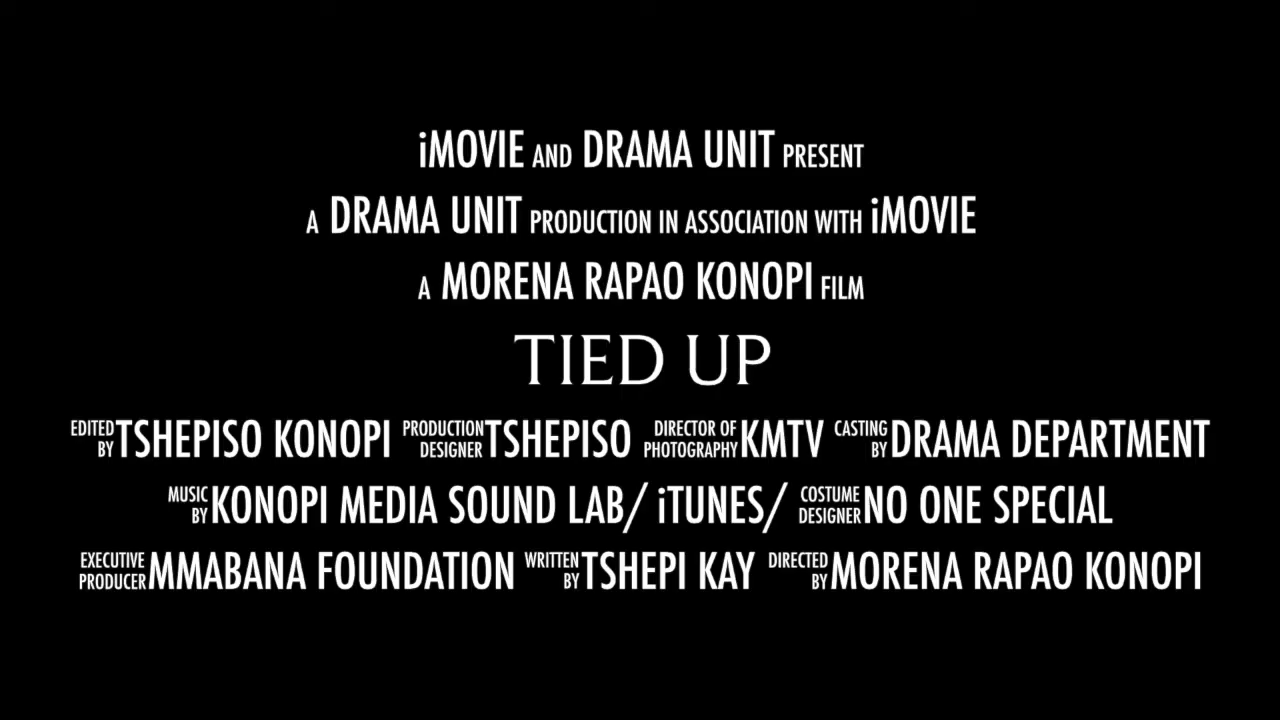 iMOVIE AND DRAMA UNIT PRESENT
A DRAMA UNIT PRODUCTION IN ASSOCIATION WITH iMOVIE
A MORENA RAPAO KONOPI FILM
TIED UP
EDITED BY TSHEPISO KONOPI PRODUCTION DESIGNER TSHEPISO DIRECTOR OF PHOTOGRAPHY KMTV CASTING BY DRAMA DEPARTMENT
MUSIC BY KONOPI MEDIA SOUND LAB/ iTUNES/ COSTUME DESIGNER NO ONE SPECIAL
EXECUTIVE PRODUCER MMABANA FOUNDATION WRITTEN BY TSHEPI KAY DIRECTED BY MORENA RAPAO KONOPI